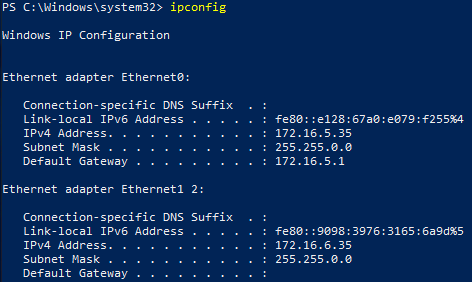 PS C:\Windows\system32> ipconfig
Windows IP Configuration
Ethernet adapter Ethernet0:
Connection-specific DNS Suffix  . :
Link-local IPv6 Address . . . . . : fe80::e128:67a0:e079:f255%4
IPv4 Address. . . . . . . . . . . : 172.16.5.35
Subnet Mask . . . . . . . . . . . : 255.255.0.0
Default Gateway . . . . . . . . . : 172.16.5.1
Ethernet adapter Ethernet1 2:
Connection-specific DNS Suffix  . :
Link-local IPv6 Address . . . . . : fe80::9098:3976:3165:6a9d%5
IPv4 Address. . . . . . . . . . . : 172.16.6.35
Subnet Mask . . . . . . . . . . . : 255.255.0.0
Default Gateway . . . . . . . . . :